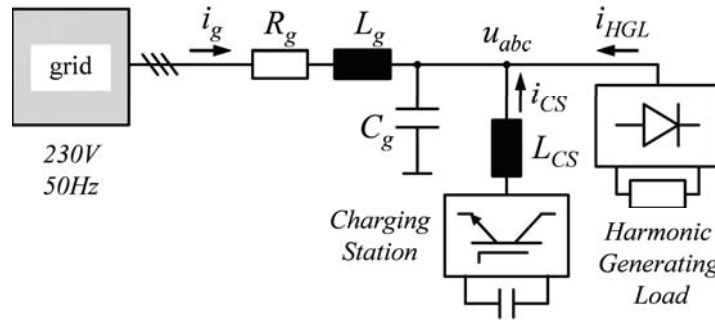 grid
230V
50Hz
i_g
R_g
L_g
C_g
u_abc
i_CS
L_CS
i_HGL
Charging
Station
Harmonic
Generating
Load